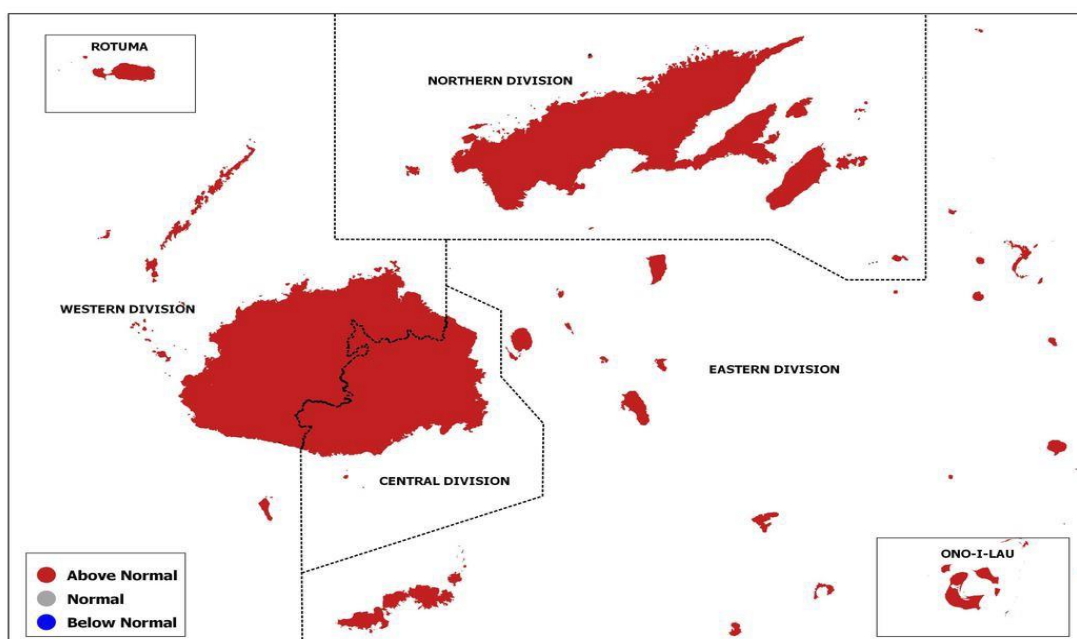 ROTUMA
NORTHERN DIVISION
WESTERN DIVISION
EASTERN DIVISION
CENTRAL DIVISION
ONO-I-LAU
Above Normal
Normal
Below Normal